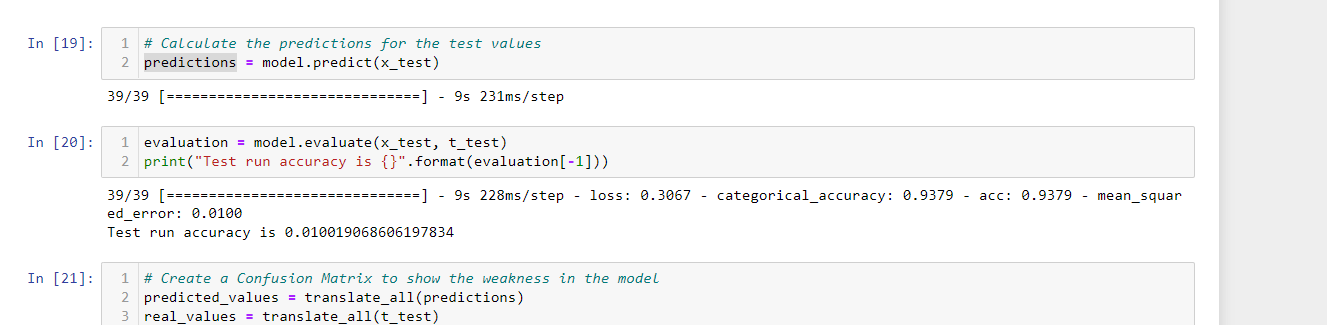 In [19]:
1 # Calculate the predictions for the test values
2 predictions = model.predict(x_test)
39/39 [==============================] - 9s 231ms/step
In [20]:
1 evaluation = model.evaluate(x_test, t_test)
2 print("Test run accuracy is {}".format(evaluation[-1]))
39/39 [==============================] - 9s 228ms/step - loss: 0.3067 - categorical_accuracy: 0.9379 - acc: 0.9379 - mean_squar
ed_error: 0.0100
Test run accuracy is 0.010019068606197834
In [21]:
1 # Create a Confusion Matrix to show the weakness in the model
2 predicted_values = translate_all(predictions)
3 real_values = translate_all(t_test)